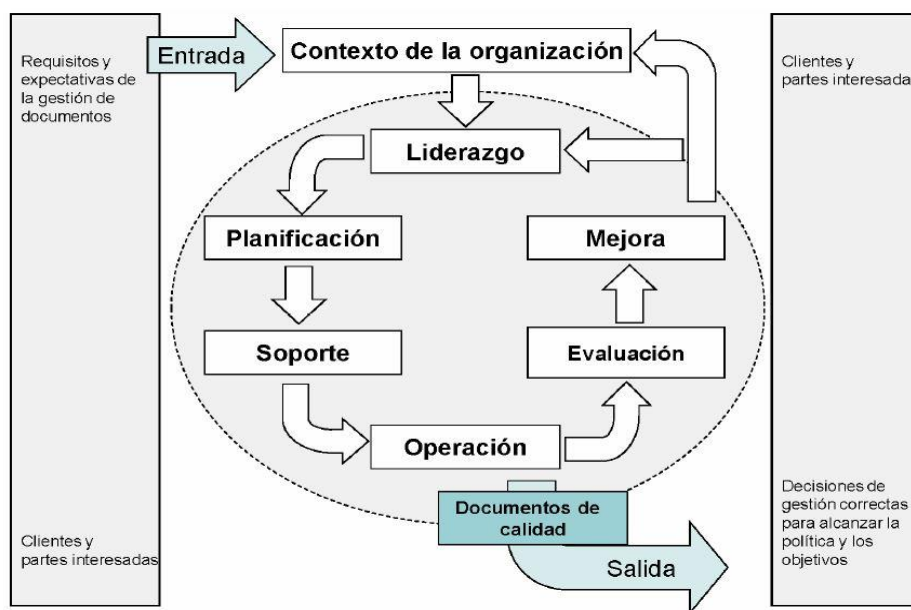 Requisitos y
expectativas de
la gestión de
documentos
Clientes y
partes interesadas
Entrada
Contexto de la organización
Liderazgo
Planificación
Soporte
Operación
Evaluación
Mejora
Documentos de
calidad
Salida
Clientes y
partes interesada
Decisiones de
gestión correctas
para alcanzar la
política y los
objetivos